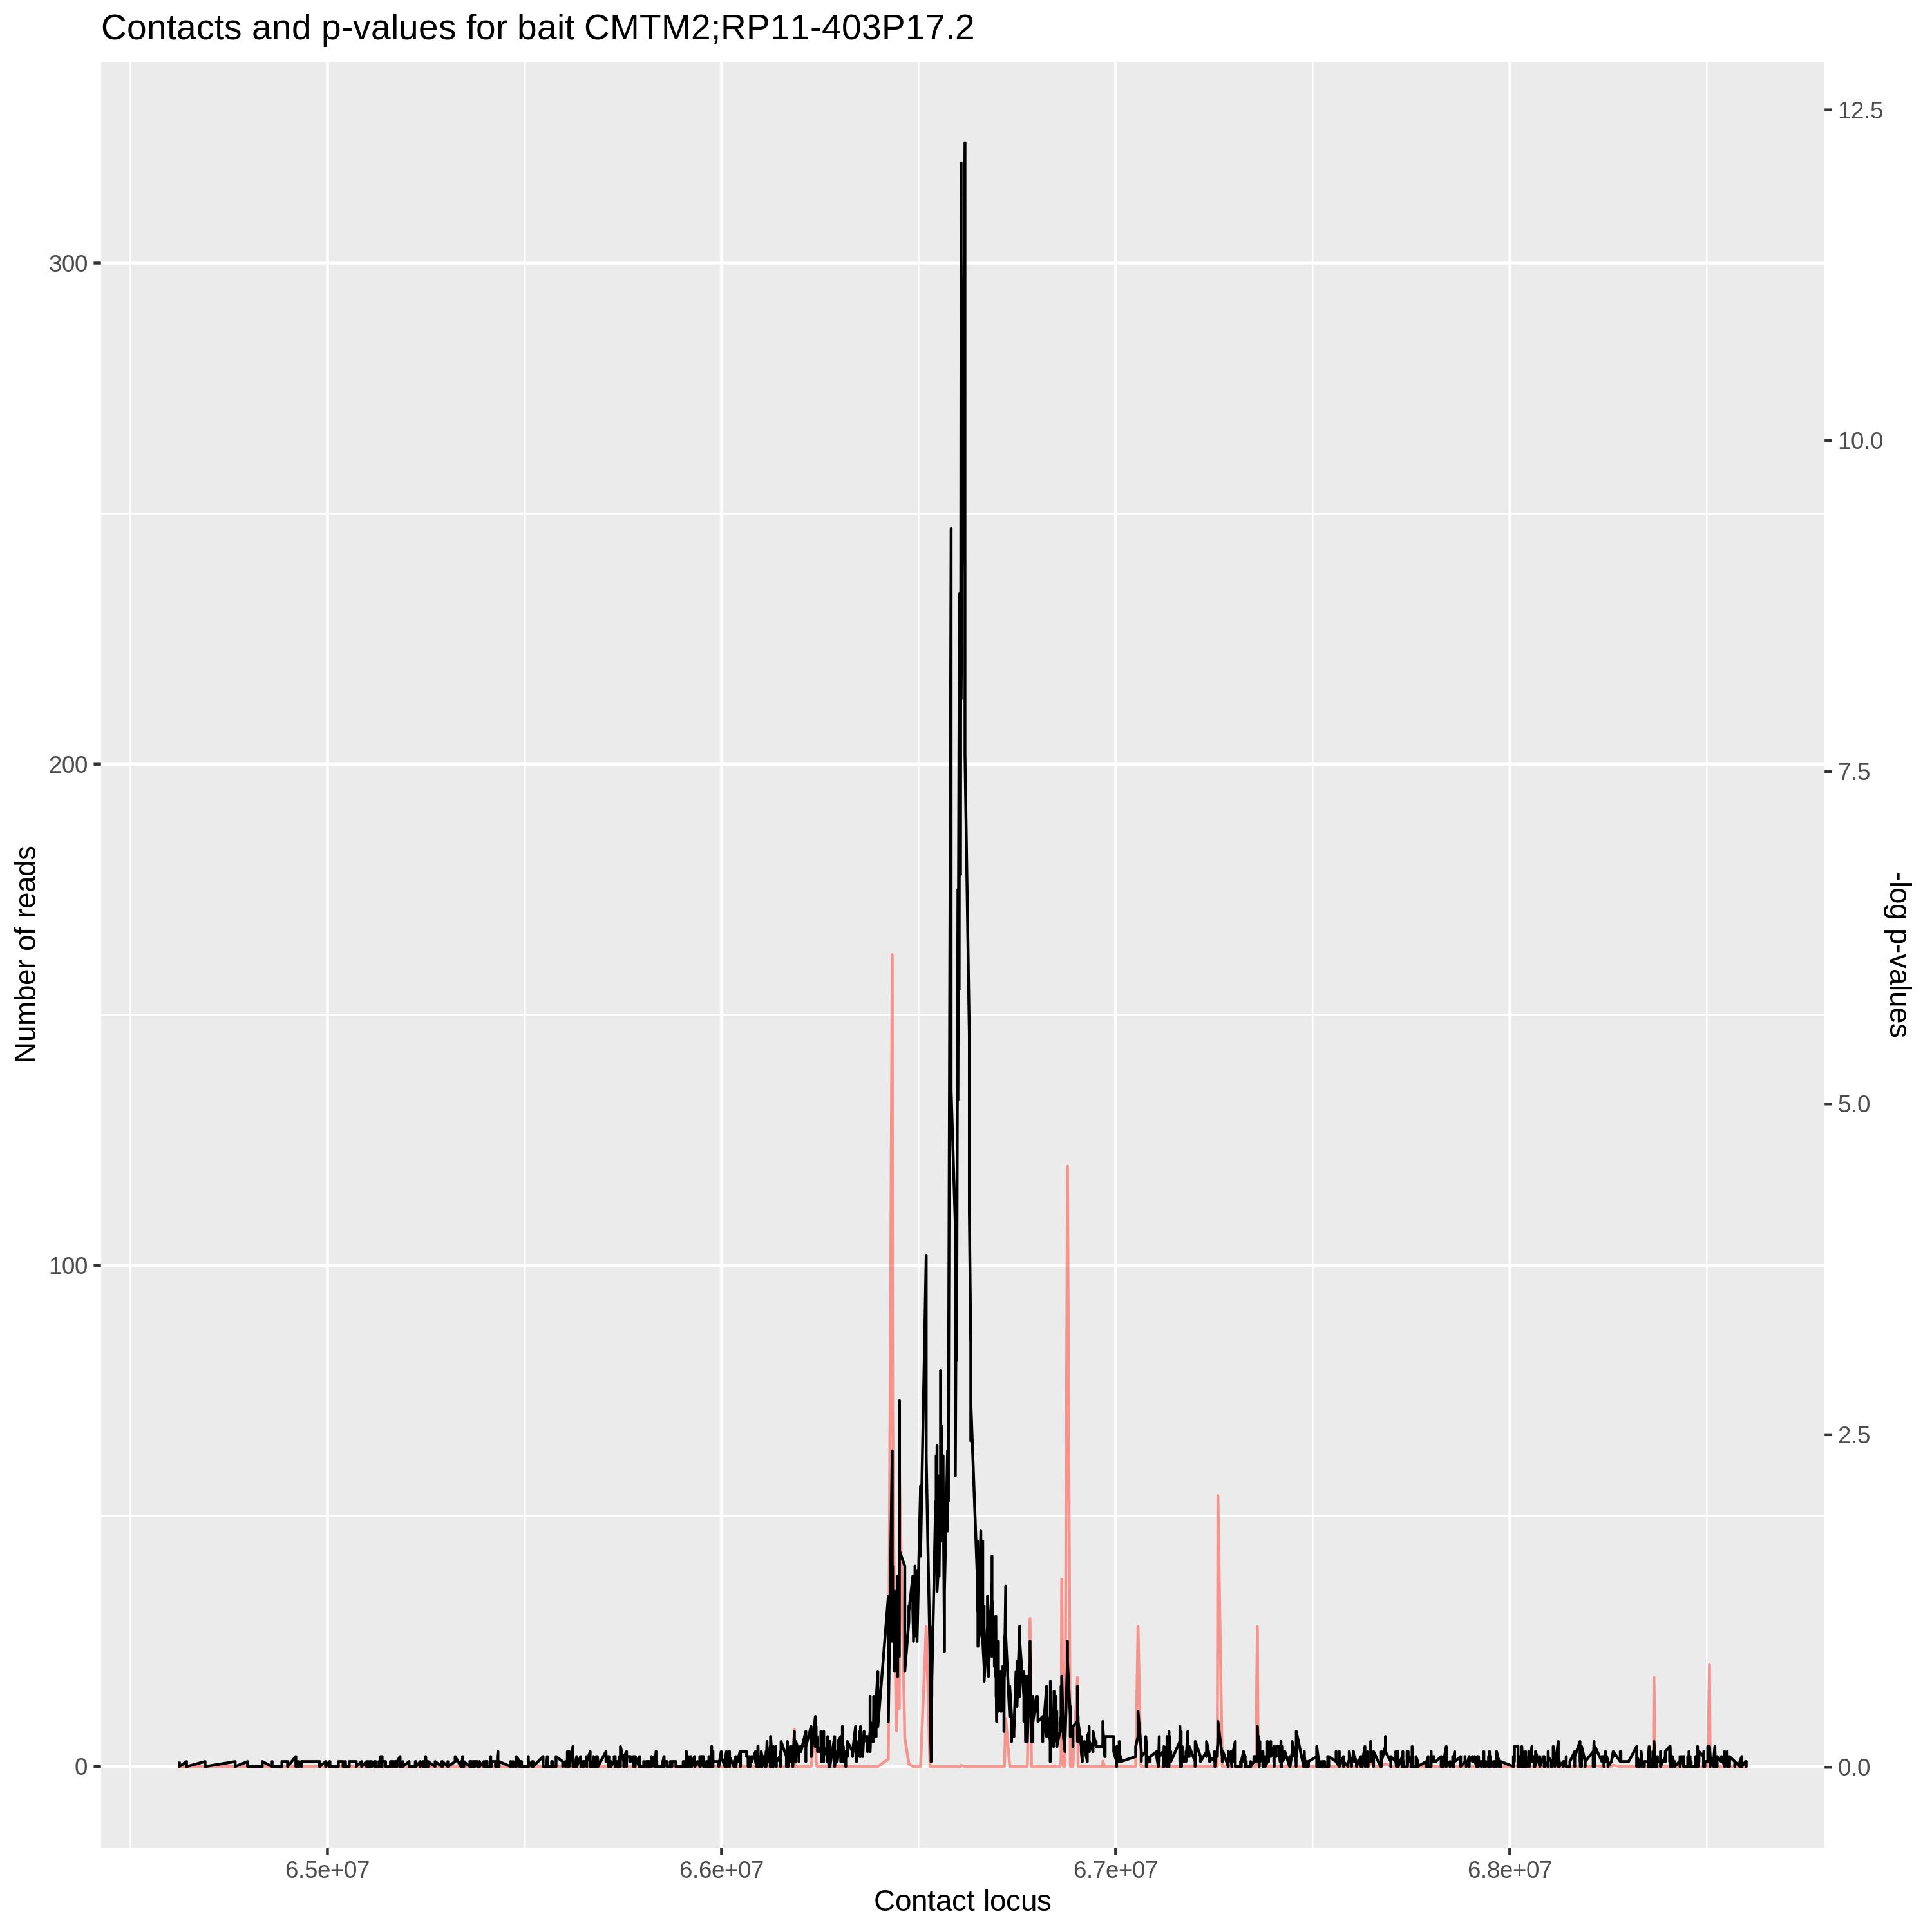 Contacts and p-values for bait CMTM2;RP11-403P17.2
Number of reads
300
200
100
0
12.5
10.0
7.5
5.0
2.5
0.0
-log p-values
6.5e+07 6.6e+07 6.7e+07 6.8e+07
Contact locus